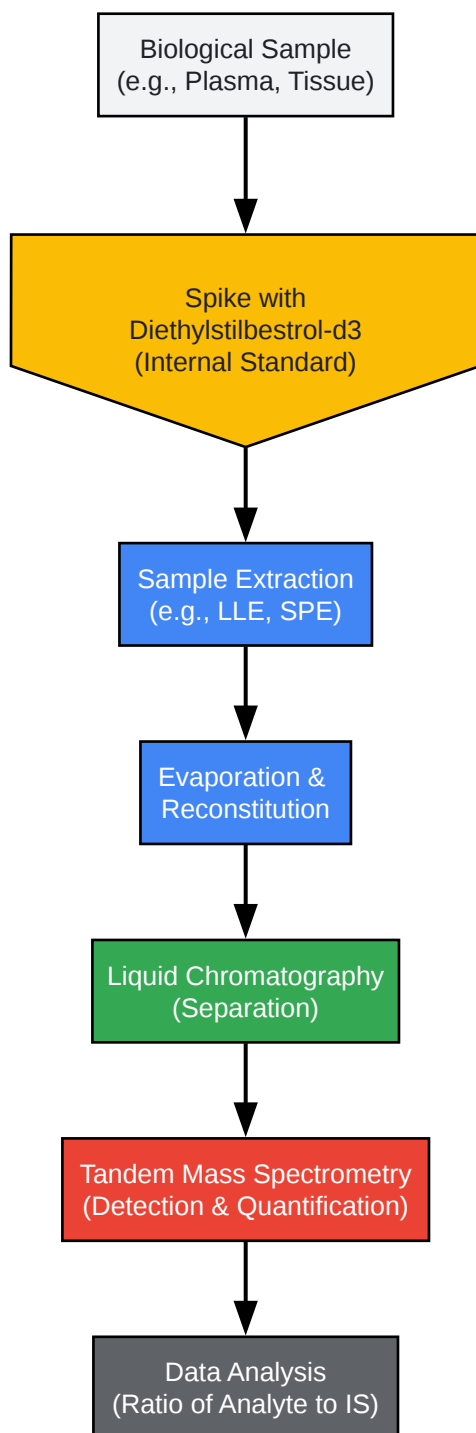 Biological Sample
(e.g., Plasma, Tissue)
Spike with
Diethylstilbestrol-d3
(Internal Standard)
Sample Extraction
(e.g., LLE, SPE)
Evaporation &
Reconstitution
Liquid Chromatography
(Separation)
Tandem Mass Spectrometry
(Detection & Quantification)
Data Analysis
(Ratio of Analyte to IS)